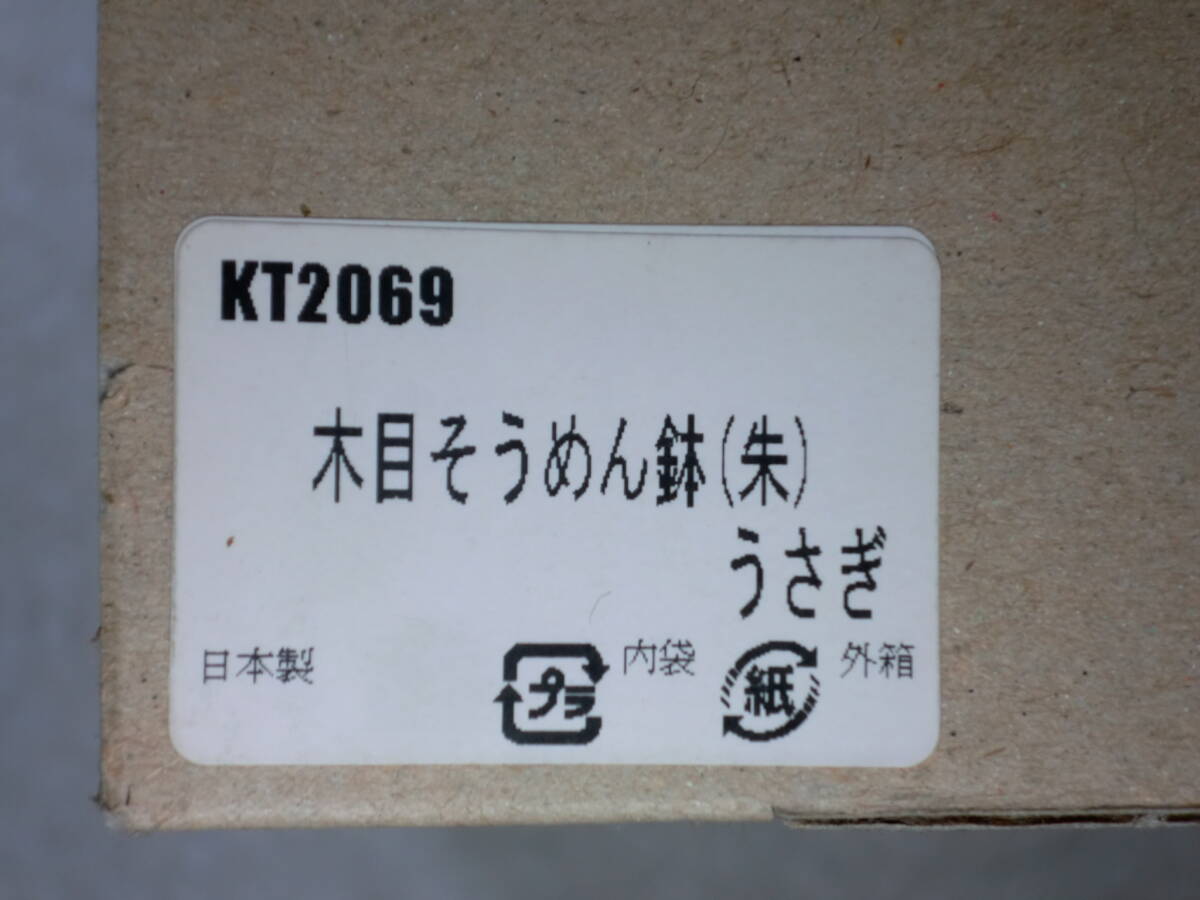 KT2069
木目そうめん鉢(朱)
うさぎ
日本製 プラ 内袋 紙 外箱